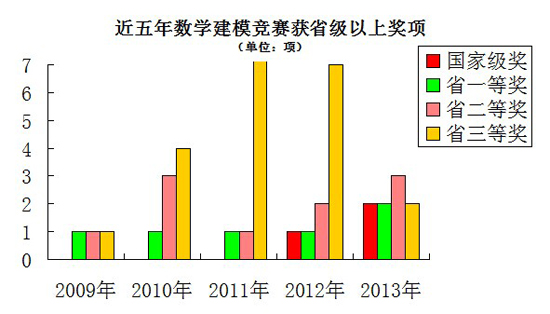 近五年数学建模竞赛获省级以上奖项
(单位：项)
7
6
5
4
3
2
1
0
国家级奖
省一等奖
省二等奖
省三等奖
2009年 2010年 2011年 2012年 2013年